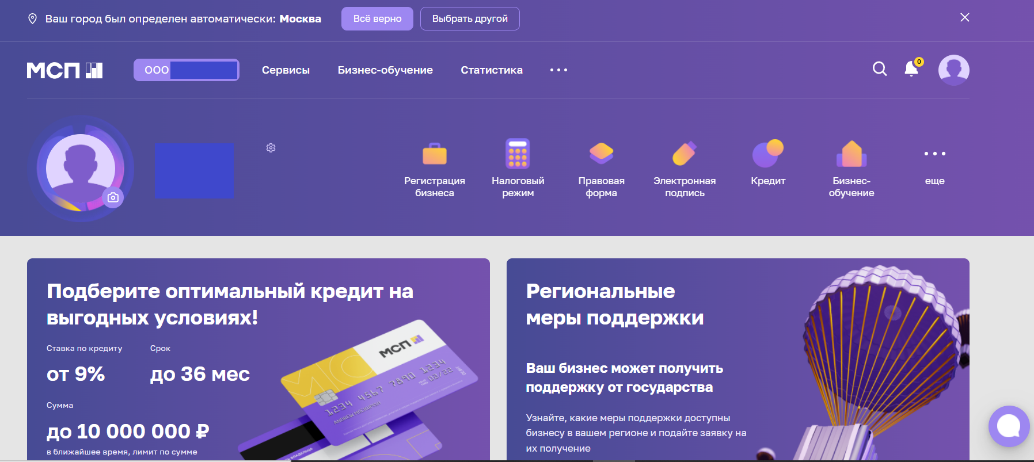 Ваш город был определен автоматически: Москва
Всё верно
Выбрать другой
МСП
ООО
Сервисы
Бизнес-обучение
Статистика
0
Регистрация
бизнеса
Налоговый
режим
Правовая
форма
Электронная
подпись
Кредит
Бизнес-
обучение
еще
Подберите оптимальный кредит на
выгодных условиях!
Ставка по кредиту
Срок
от 9%
до 36 мес
Сумма
до 10 000 000 ₽
в ближайшее время, лимит по сумме
МСП
Региональные
меры поддержки
Ваш бизнес может получить
поддержку от государства
Узнайте, какие меры поддержки доступны
бизнесу в вашем регионе и подайте заявку на
их получение